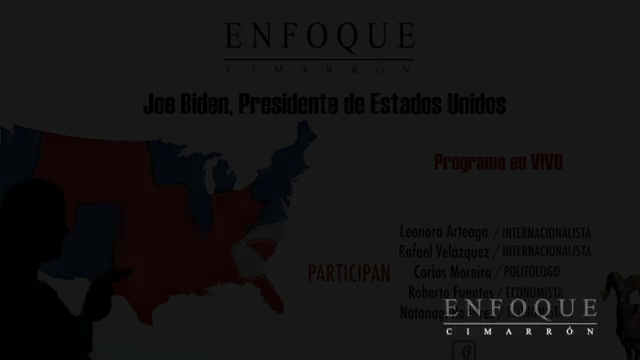 ENFOQUE
CIMARRÓN
Joe Biden, Presidente de Estados Unidos
Programa en VIVO
Leonora Arteaga / INTERNACIONALISTA
Rafael Velázquez / INTERNACIONALISTA
PARTICIPAN
Carlos Moreira / POLITÓLOGO
Roberto Fuentes / ECONOMISTA
ENFOQUE
CIMARRÓN